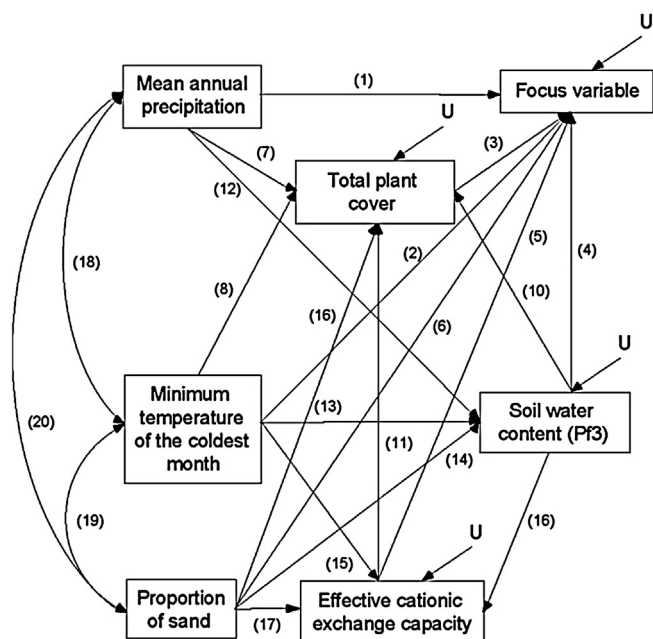 U
Mean annual
precipitation
(1)
Focus variable
U
(7)
(3)
(12)
Total plant
cover
(2)
(5)
(4)
(18)
(8)
(16)
(6)
(10)
U
Minimum
temperature
of the coldest
month
Soil water
content (Pf3)
(20)
(13)
(11)
(14)
(19)
(16)
(15)
U
Proportion
of sand
(17)
Effective cationic
exchange capacity